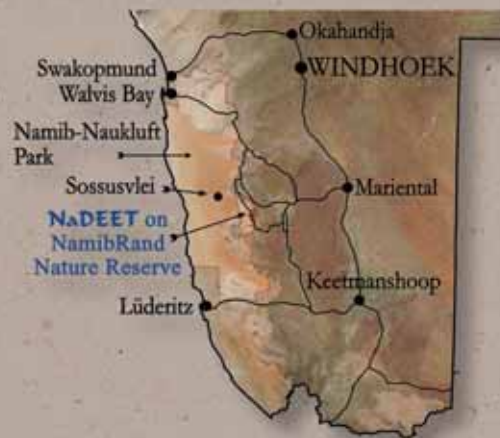 Okahandja
Swakopmund
WINDHOEK
Walvis Bay
Namib-Naukluft
Park
Sossusvlei
Mariental
NaDEET on
NamibRand
Nature Reserve
Keetmanshoop
Lüderitz